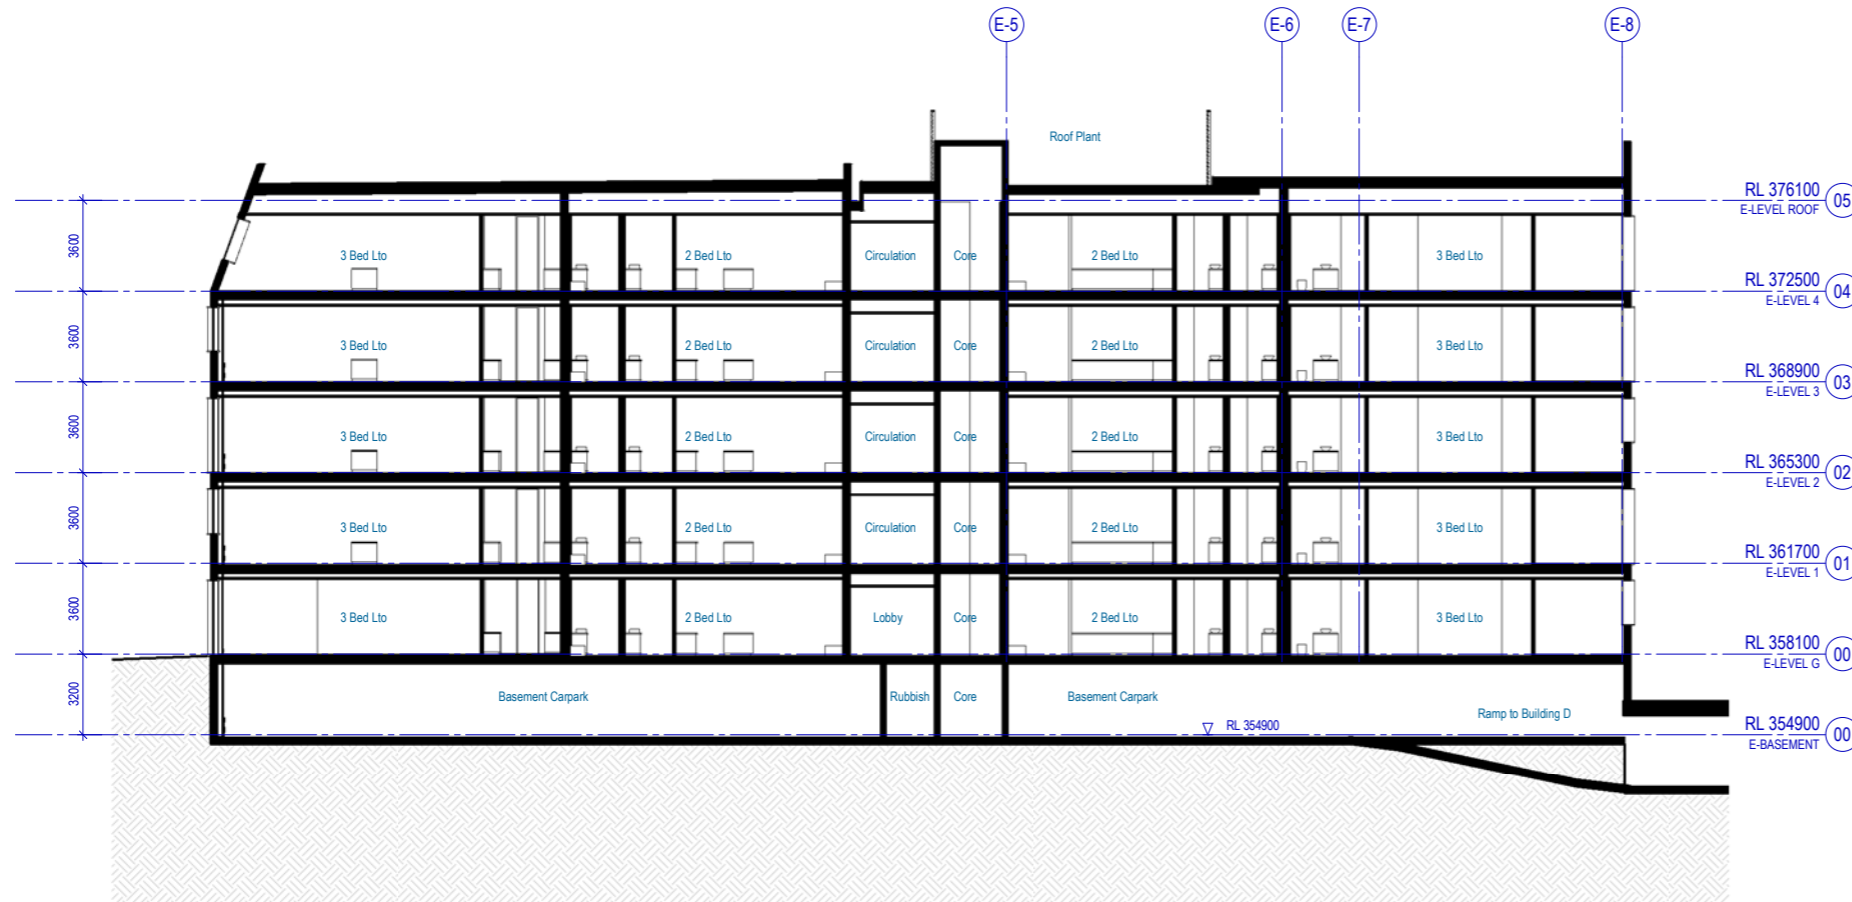 E-5
E-6
E-7
E-8
Roof Plant
RL 376100
E-LEVEL ROOF
05
3600
3 Bed Lto
2 Bed Lto
Circulation
Core
2 Bed Lto
3 Bed Lto
RL 372500
E-LEVEL 4
04
3600
3 Bed Lto
2 Bed Lto
Circulation
Core
2 Bed Lto
3 Bed Lto
RL 368900
E-LEVEL 3
03
3600
3 Bed Lto
2 Bed Lto
Circulation
Core
2 Bed Lto
3 Bed Lto
RL 365300
E-LEVEL 2
02
3600
3 Bed Lto
2 Bed Lto
Circulation
Core
2 Bed Lto
3 Bed Lto
RL 361700
E-LEVEL 1
01
3600
3 Bed Lto
2 Bed Lto
Lobby
Core
2 Bed Lto
3 Bed Lto
RL 358100
E-LEVEL G
00
3200
Basement Carpark
Rubbish
Core
Basement Carpark
Ramp to Building D
RL 354900
RL 354900
E-BASEMENT
00